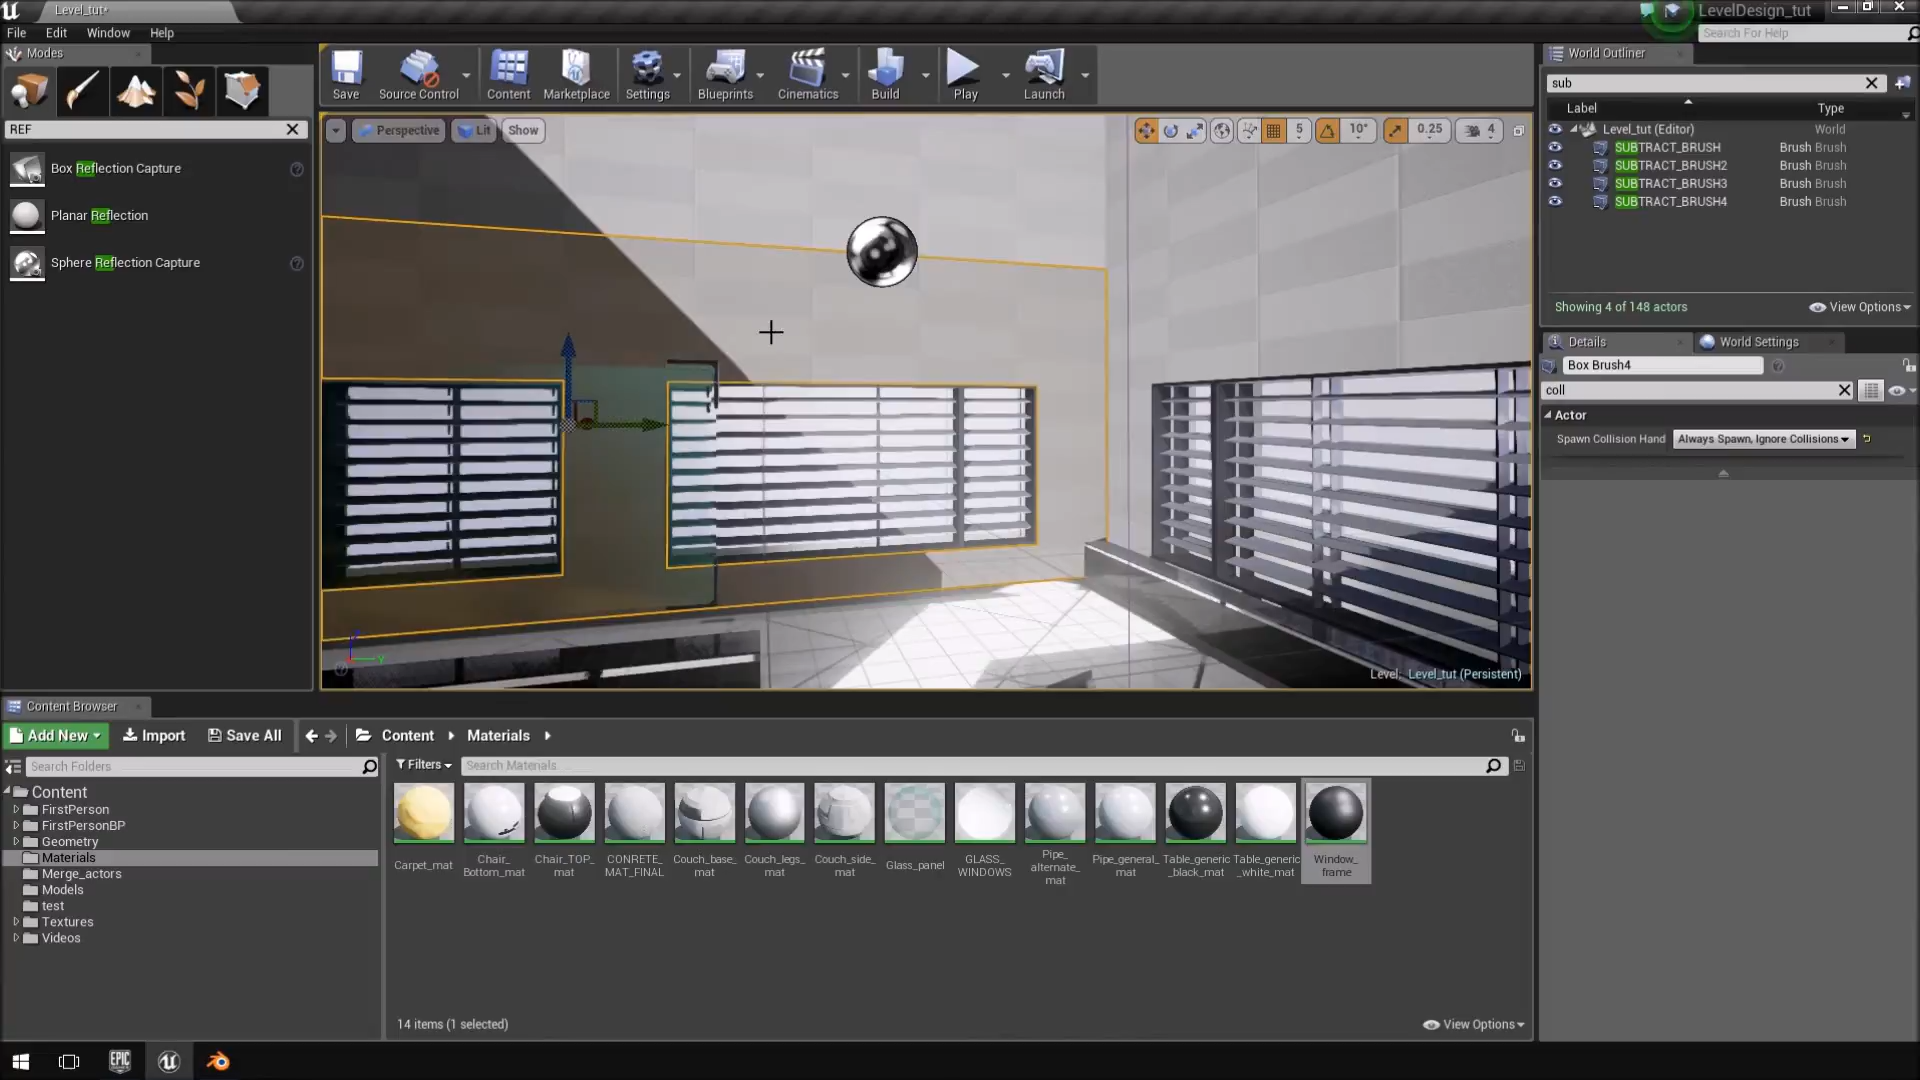 Level_tut*
LevelDesign_tut
File Edit Window Help
Search For Help
Modes
REF
Box Reflection Capture
Planar Reflection
Sphere Reflection Capture
Save
Source Control
Content
Marketplace
Settings
Blueprints
Cinematics
Build
Play
Launch
Perspective
Lit
Show
5
10°
0.25
4
Level: Level_tut (Persistent)
World Outliner
sub
Label
Type
Level_tut (Editor) World
SUBTRACT_BRUSH Brush Brush
SUBTRACT_BRUSH2 Brush Brush
SUBTRACT_BRUSH3 Brush Brush
SUBTRACT_BRUSH4 Brush Brush
Showing 4 of 148 actors
View Options
Details
World Settings
Box Brush4
coll
Actor
Spawn Collision Hand
Always Spawn, Ignore Collisions
Content Browser
Add New
Import
Save All
Content
Materials
Search Folders
Filters
Search Materials
Content
FirstPerson
FirstPersonBP
Geometry
Materials
Merge_actors
Models
test
Textures
Videos
Carpet_mat
Chair_
Bottom_mat
Chair_TOP_
mat
CONRETE_
MAT_FINAL
Couch_base_
mat
Couch_legs_
mat
Couch_side_
mat
Glass_panel
GLASS_
WINDOWS
Pipe_
alternate_
mat
Pipe_general_
mat
Table_generic
_black_mat
Table_generic
_white_mat
Window_
frame
14 items (1 selected)
View Options
EPIC
GAMES